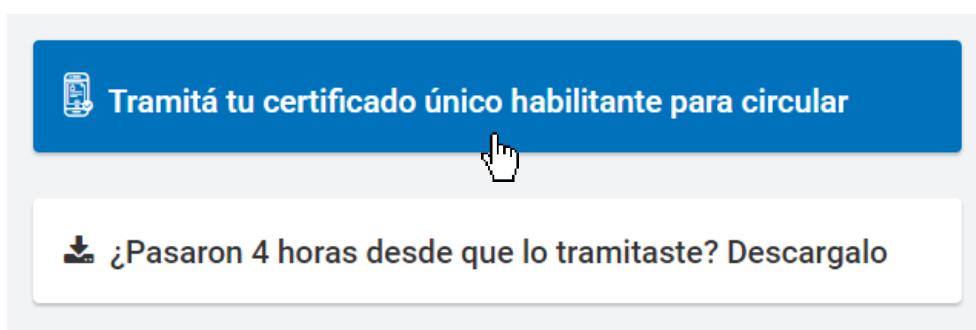 Tramitá tu certificado único habilitante para circular
¿Pasaron 4 horas desde que lo tramitaste? Descargalo